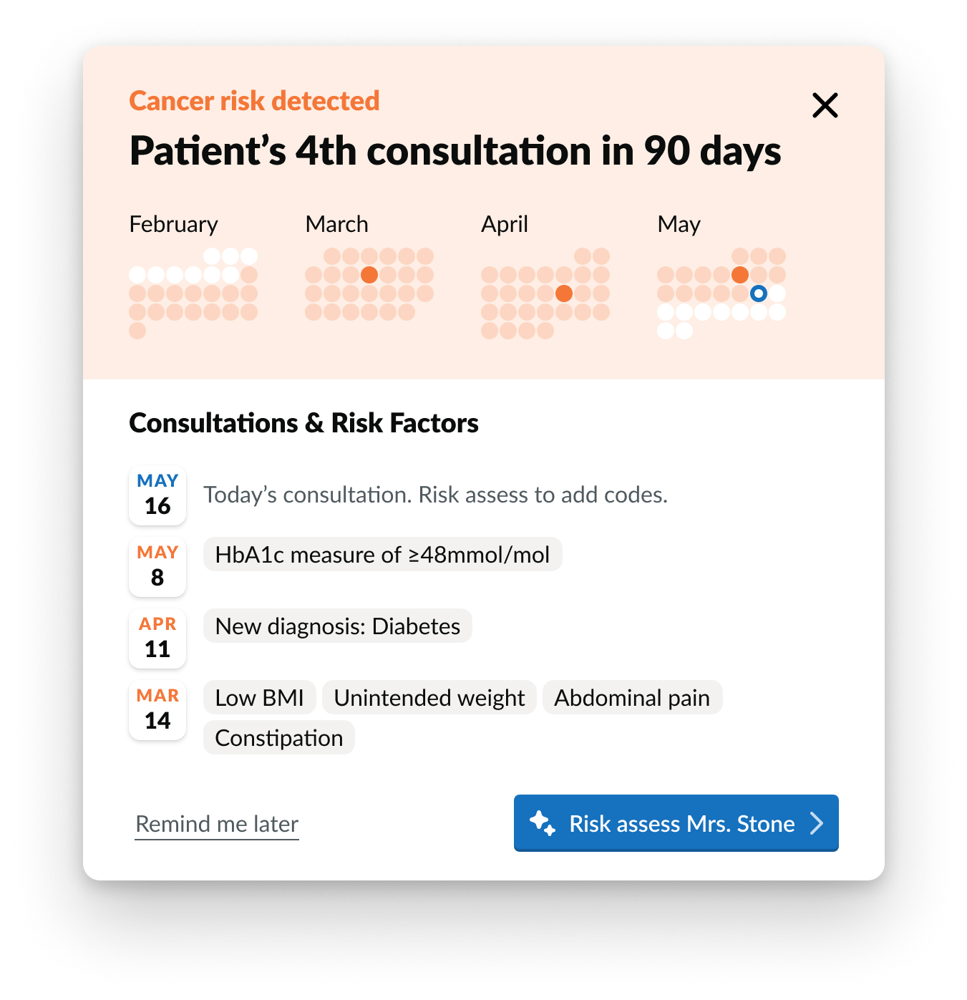 Cancer risk detected
Patient’s 4th consultation in 90 days
February
March
April
May
Consultations & Risk Factors
MAY
16
Today’s consultation. Risk assess to add codes.
MAY
8
HbA1c measure of ≥48mmol/mol
APR
11
New diagnosis: Diabetes
MAR
14
Low BMI Unintended weight Abdominal pain
Constipation
Remind me later
Risk assess Mrs. Stone